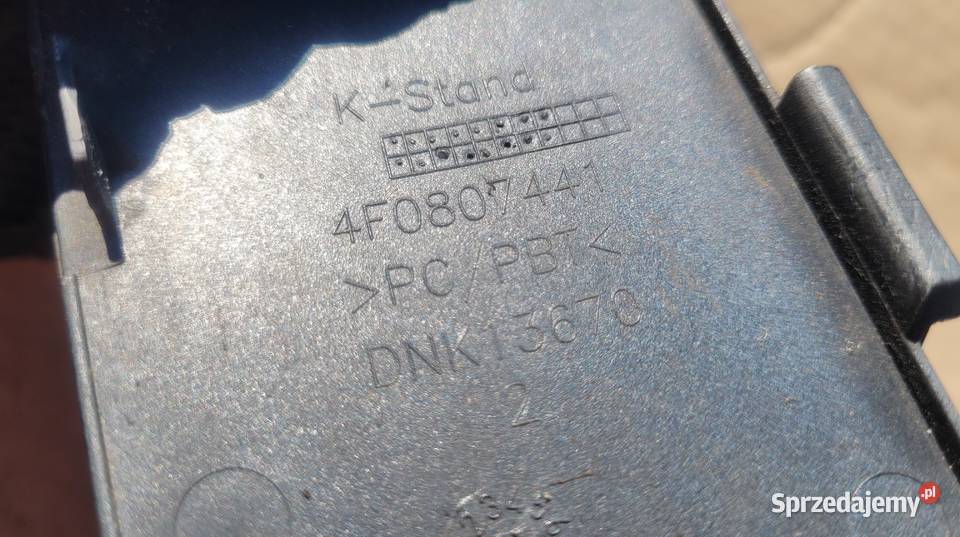 K-Stand
4F0807441
>PC/PBT<
DNK13670
2
Sprzedajemy.pl